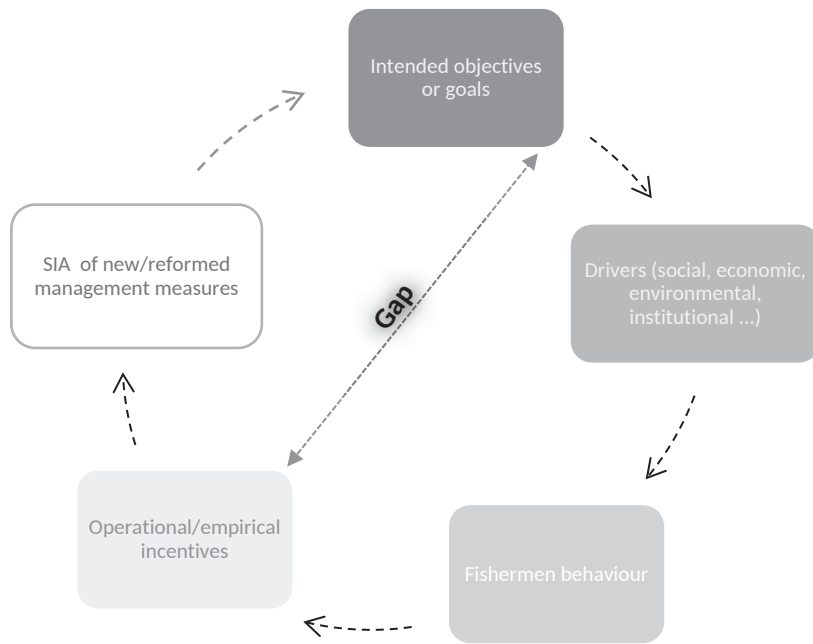 Intended objectives
or goals
Drivers (social, economic,
environmental,
institutional ...)
Fishermen behaviour
Operational/empirical
incentives
SIA of new/reformed
management measures
Gap